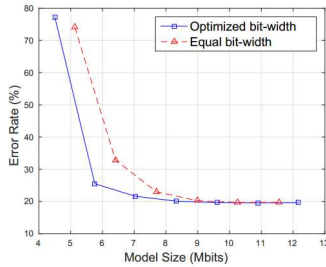 80
70
60
50
40
30
20
10
Error Rate (%)
Optimized bit-width
Equal bit-width
4 5 6 7 8 9 10 11 12 13
Model Size (Mbits)